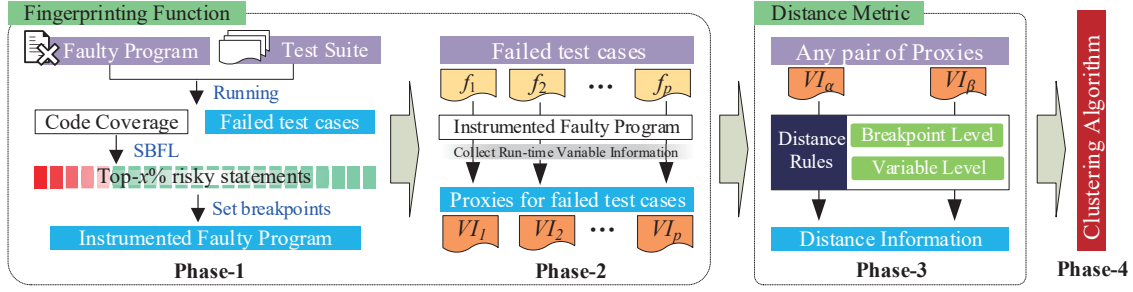 Fingerprinting Function
Faulty Program
Test Suite
Running
Code Coverage
Failed test cases
SBFL
Top-x% risky statements
Set breakpoints
Instrumented Faulty Program
Phase-1
Failed test cases
f1 f2 ... fp
Instrumented Faulty Program
Collect Run-time Variable Information
Proxies for failed test cases
VI1 VI2 ... VIp
Phase-2
Distance Metric
Any pair of Proxies
VIα VIβ
Distance
Rules
Breakpoint Level
Variable Level
Distance Information
Phase-3
Clustering Algorithm
Phase-4